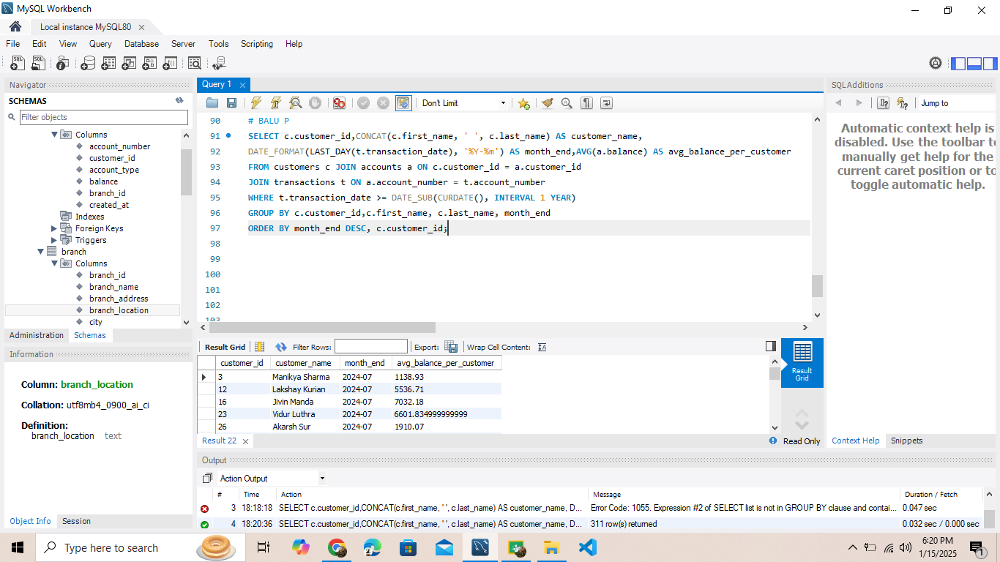 MySQL Workbench
Local instance MySQL80
File Edit View Query Database Server Tools Scripting Help
Navigator
SCHEMAS
Filter objects
Columns
account_number
customer_id
account_type
balance
branch_id
created_at
Indexes
Foreign Keys
Triggers
branch
Columns
branch_id
branch_name
branch_address
branch_location
city
Administration Schemas
Information
Column: branch_location
Collation: utf8mb4_0900_ai_ci
Definition:
branch_location text
Object Info Session
Query 1
Don't Limit
90 # BALU P
91 SELECT c.customer_id,CONCAT(c.first_name, ' ', c.last_name) AS customer_name,
92 DATE_FORMAT(LAST_DAY(t.transaction_date), '%Y-%m') AS month_end,AVG(a.balance) AS avg_balance_per_customer
93 FROM customers c JOIN accounts a ON c.customer_id = a.customer_id
94 JOIN transactions t ON a.account_number = t.account_number
95 WHERE t.transaction_date >= DATE_SUB(CURDATE(), INTERVAL 1 YEAR)
96 GROUP BY c.customer_id,c.first_name, c.last_name, month_end
97 ORDER BY month_end DESC, c.customer_id;
98
99
100
101
102
103
Result Grid Filter Rows: Export: Wrap Cell Content:
customer_id customer_name month_end avg_balance_per_customer
3 Manikya Sharma 2024-07 1138.93
12 Lakshay Kurian 2024-07 5536.71
16 Jivin Manda 2024-07 7032.18
23 Vidur Luthra 2024-07 6601.834999999999
26 Akarsh Sur 2024-07 1910.07
Result Grid
Result 22
Read Only
SQLAdditions
Jump to
Automatic context help is
disabled. Use the toolbar to
manually get help for the
current caret position or to
toggle automatic help.
Context Help Snippets
Output
Action Output
# Time Action Message Duration / Fetch
3 18:18:18 SELECT c.customer_id,CONCAT(c.first_name, ' ', c.last_name) AS customer_name, D... Error Code: 1055. Expression #2 of SELECT list is not in GROUP BY clause and contai... 0.047 sec
4 18:20:36 SELECT c.customer_id,CONCAT(c.first_name, ' ', c.last_name) AS customer_name, D... 311 row(s) returned 0.032 sec / 0.000 sec
Type here to search
6:20 PM
1/15/2025
1